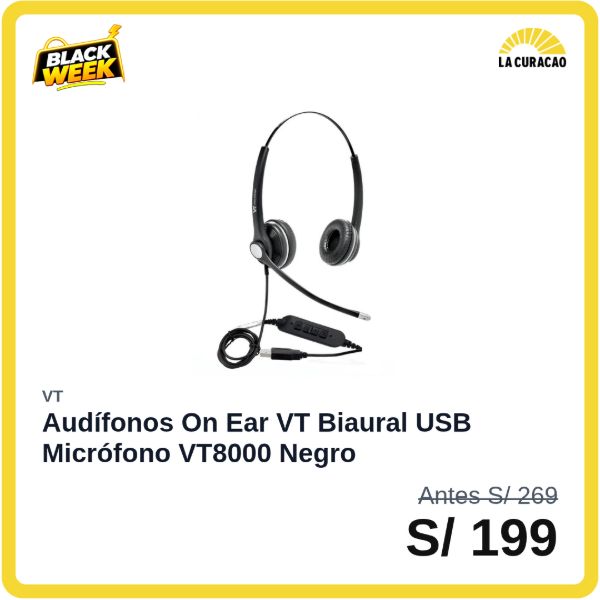 BLACK
WEEK
LA CURACAO
VT
Audífonos On Ear VT Biaural USB
Micrófono VT8000 Negro
Antes S/ 269
S/ 199